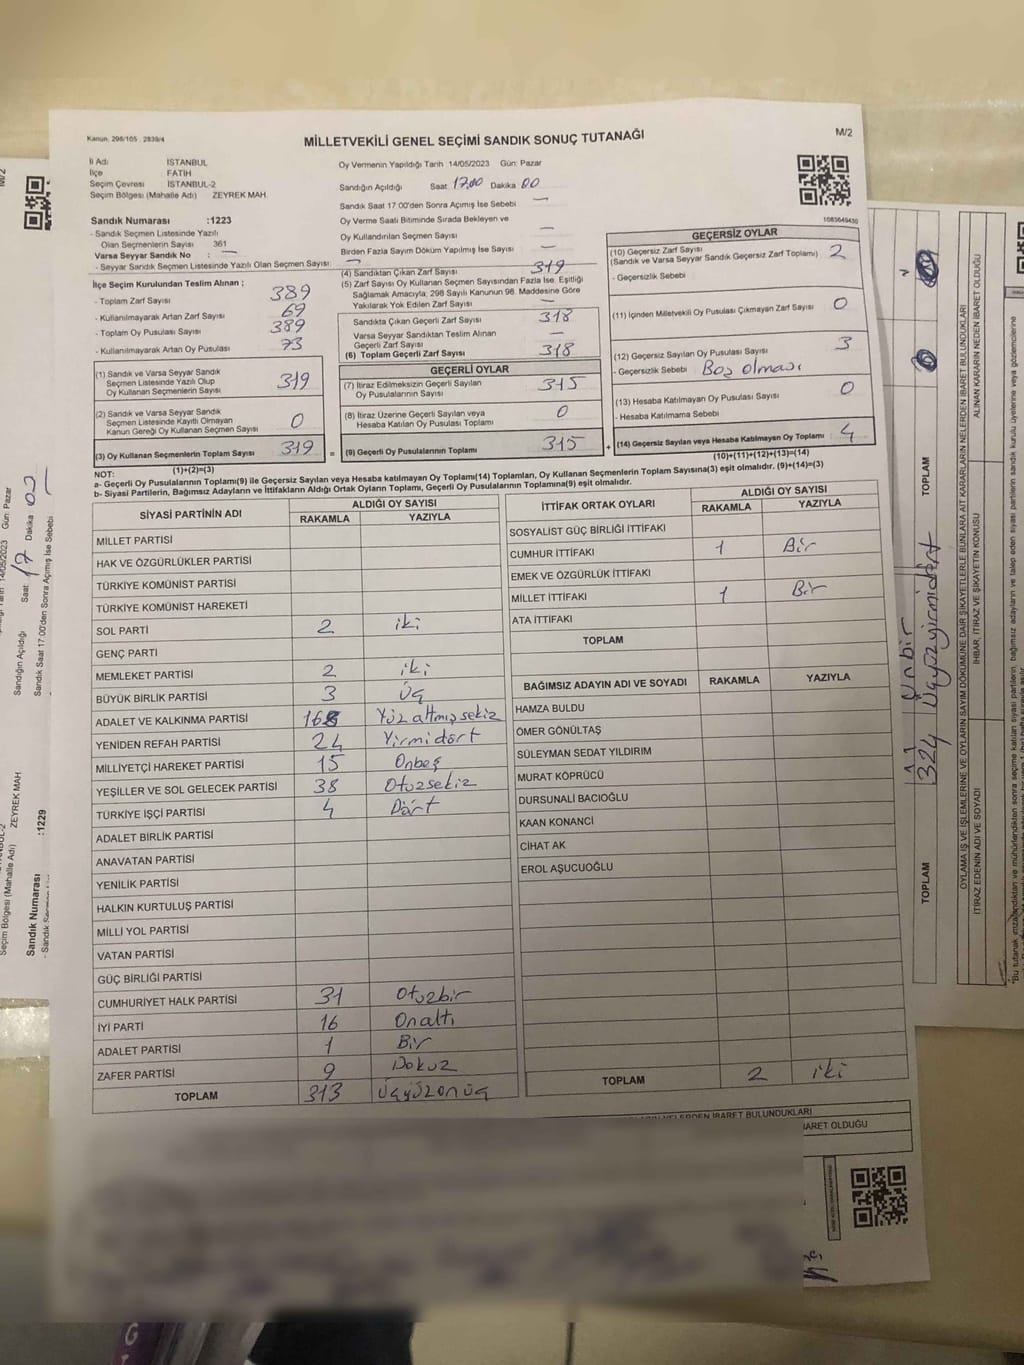 Kanun, 298/105 2839/4
MİLLETVEKİLİ GENEL SEÇİMİ SANDIK SONUÇ TUTANAĞI
M/2
İl Adı İSTANBUL
İlçe FATİH
Seçim Çevresi İSTANBUL-2
Seçim Bölgesi (Mahalle Adı) ZEYREK MAH.
Oy Vermenin Yapıldığı Tarih 14/05/2023 Gün: Pazar
Sandığın Açıldığı Saat 17.00 Dakika 00
Sandık Saat 17.00'den Sonra Açımış İse Sebebi —
Oy Verme Saati Bitiminde Sırada Bekleyen ve
Oy Kullandırılan Seçmen Sayısı —
Birden Fazla Sayım Döküm Yapılmış İse Sayısı —
Sandık Numarası :1223
- Sandık Seçmen Listesinde Yazılı
Olan Seçmenlerin Sayısı 361
Varsa Seyyar Sandık No : —
- Seyyar Sandık Seçmen Listesinde Yazılı Olan Seçmen Sayısı: —
İlçe Seçim Kurulundan Teslim Alınan ;
- Toplam Zarf Sayısı 389
- Kullanılmayarak Artan Zarf Sayısı 69
- Toplam Oy Pusulası Sayısı 389
- Kullanılmayarak Artan Oy Pusulası 73
(1) Sandık ve Varsa Seyyar Sandık
Seçmen Listesinde Yazılı Olup
Oy Kullanan Seçmenlerin Sayısı 319
(2) Sandık ve Varsa Seyyar Sandık
Listesinde Kayıtlı Olmayan
Kanun Gereği Oy Kullanan Seçmen Sayısı 0
(3) Oy Kullanan Seçmenlerin Toplam Sayısı 319
(1)+(2)=(3)
(4) Sandıktan Çıkan Zarf Sayısı 319
(5) Zarf Sayısı Oy Kullanan Seçmen Sayısından Fazla İse, Eşitliği
Sağlamak Amacıyla; 298 Sayılı Kanunun 98. Maddesine Göre
Yakılarak Yok Edilen Zarf Sayısı —
Sandıkta Çıkan Geçerli Zarf Sayısı 318
Varsa Seyyar Sandıktan Teslim Alınan
Geçerli Zarf Sayısı —
(6) Toplam Geçerli Zarf Sayısı 318
GEÇERLİ OYLAR
(7) İtiraz Edilmeksizin Geçerli Sayılan
Oy Pusulalarının Sayısı 315
(8) İtiraz Üzerine Geçerli Sayılan veya
Hesaba Katılan Oy Pusulası Toplamı 0
= (9) Geçerli Oy Pusulalarının Toplamı 315 +
1083649430
GEÇERSİZ OYLAR
(10) Geçersiz Zarf Sayısı 2
(Sandık ve Varsa Seyyar Sandık Geçersiz Zarf Toplamı)
- Geçersizlik Sebebi
(11) İçinden Milletvekili Oy Pusulası Çıkmayan Zarf Sayısı 0
(12) Geçersiz Sayılan Oy Pusulası Sayısı 3
- Geçersizlik Sebebi Boş olması
(13) Hesaba Katılmayan Oy Pusulası Sayısı 0
- Hesaba Katılmama Sebebi
(14) Geçersiz Sayılan veya Hesaba Katılmayan Oy Toplamı 4
(10)+(11)+(12)+(13)=(14)
NOT:
a- Geçerli Oy Pusulalarının Toplamı(9) ile Geçersiz Sayılan veya Hesaba katılmayan Oy Toplamı(14) Toplamları, Oy Kullanan Seçmenlerin Toplam Sayısına(3) eşit olmalıdır. (9)+(14)=(3)
b- Siyasi Partilerin, Bağımsız Adayların ve İttifakların Aldığı Ortak Oyların Toplamı, Geçerli Oy Pusulalarının Toplamına(9) eşit olmalıdır.
SİYASİ PARTİNİN ADI ALDIĞI OY SAYISI
RAKAMLA YAZIYLA
MİLLET PARTİSİ
HAK VE ÖZGÜRLÜKLER PARTİSİ
TÜRKİYE KOMÜNİST PARTİSİ
TÜRKİYE KOMÜNİST HAREKETİ
SOL PARTİ 2 iki
GENÇ PARTİ
MEMLEKET PARTİSİ 2 iki
BÜYÜK BİRLİK PARTİSİ 3 Üç
ADALET VE KALKINMA PARTİSİ 168 Yüz altmış sekiz
YENİDEN REFAH PARTİSİ 24 Yirmidört
MİLLİYETÇİ HAREKET PARTİSİ 15 Onbeş
YEŞİLLER VE SOL GELECEK PARTİSİ 38 Otuzsekiz
TÜRKİYE İŞÇİ PARTİSİ 4 Dört
ADALET BİRLİK PARTİSİ
ANAVATAN PARTİSİ
YENİLİK PARTİSİ
HALKIN KURTULUŞ PARTİSİ
MİLLİ YOL PARTİSİ
VATAN PARTİSİ
GÜÇ BİRLİĞİ PARTİSİ
CUMHURİYET HALK PARTİSİ 31 Otuzbir
İYİ PARTİ 16 Onaltı
ADALET PARTİSİ 1 Bir
ZAFER PARTİSİ 9 Dokuz
TOPLAM 313 Üçyüzonüç
İTTİFAK ORTAK OYLARI ALDIĞI OY SAYISI
RAKAMLA YAZIYLA
SOSYALİST GÜÇ BİRLİĞİ İTTİFAKI
CUMHUR İTTİFAKI 1 Bir
EMEK VE ÖZGÜRLÜK İTTİFAKI
MİLLET İTTİFAKI 1 Bir
ATA İTTİFAKI
TOPLAM
BAĞIMSIZ ADAYIN ADI VE SOYADI RAKAMLA YAZIYLA
HAMZA BULDU
ÖMER GÖNÜLTAŞ
SÜLEYMAN SEDAT YILDIRIM
MURAT KÖPRÜCÜ
DURSUNALİ BACIOĞLU
KAAN KONANCİ
CİHAT AK
EROL AŞUCUOĞLU
TOPLAM 2 iki
BARET OLDUĞU
M/2
Seçim Bölgesi (Mahalle Adı) ZEYREK MAH
Sandık Numarası :1229
Sandığın Açıldığı Saat: 17 Dakika 03
Sandık Saat 17:00'den Sonra Açımış İse Sebebi
14/05/2023 Gün: Pazar
TOPLAM
11 Onbir
324 Üçyüzyirmidört
TOPLAM
OYLAMA İŞ VE İŞLEMLERİNE VE OYLARIN SAYIM DÖKÜMÜNE DAİR ŞİKAYETLERLE BUNLARA AİT KARARLARIN NELERDEN İBARET BULUNDUKLARI
İTİRAZ EDENİN ADI VE SOYADI
İHBAR, İTİRAZ VE ŞİKAYETİN KONUSU
ALINAN KARARIN NEDEN İBARET OLDUĞU